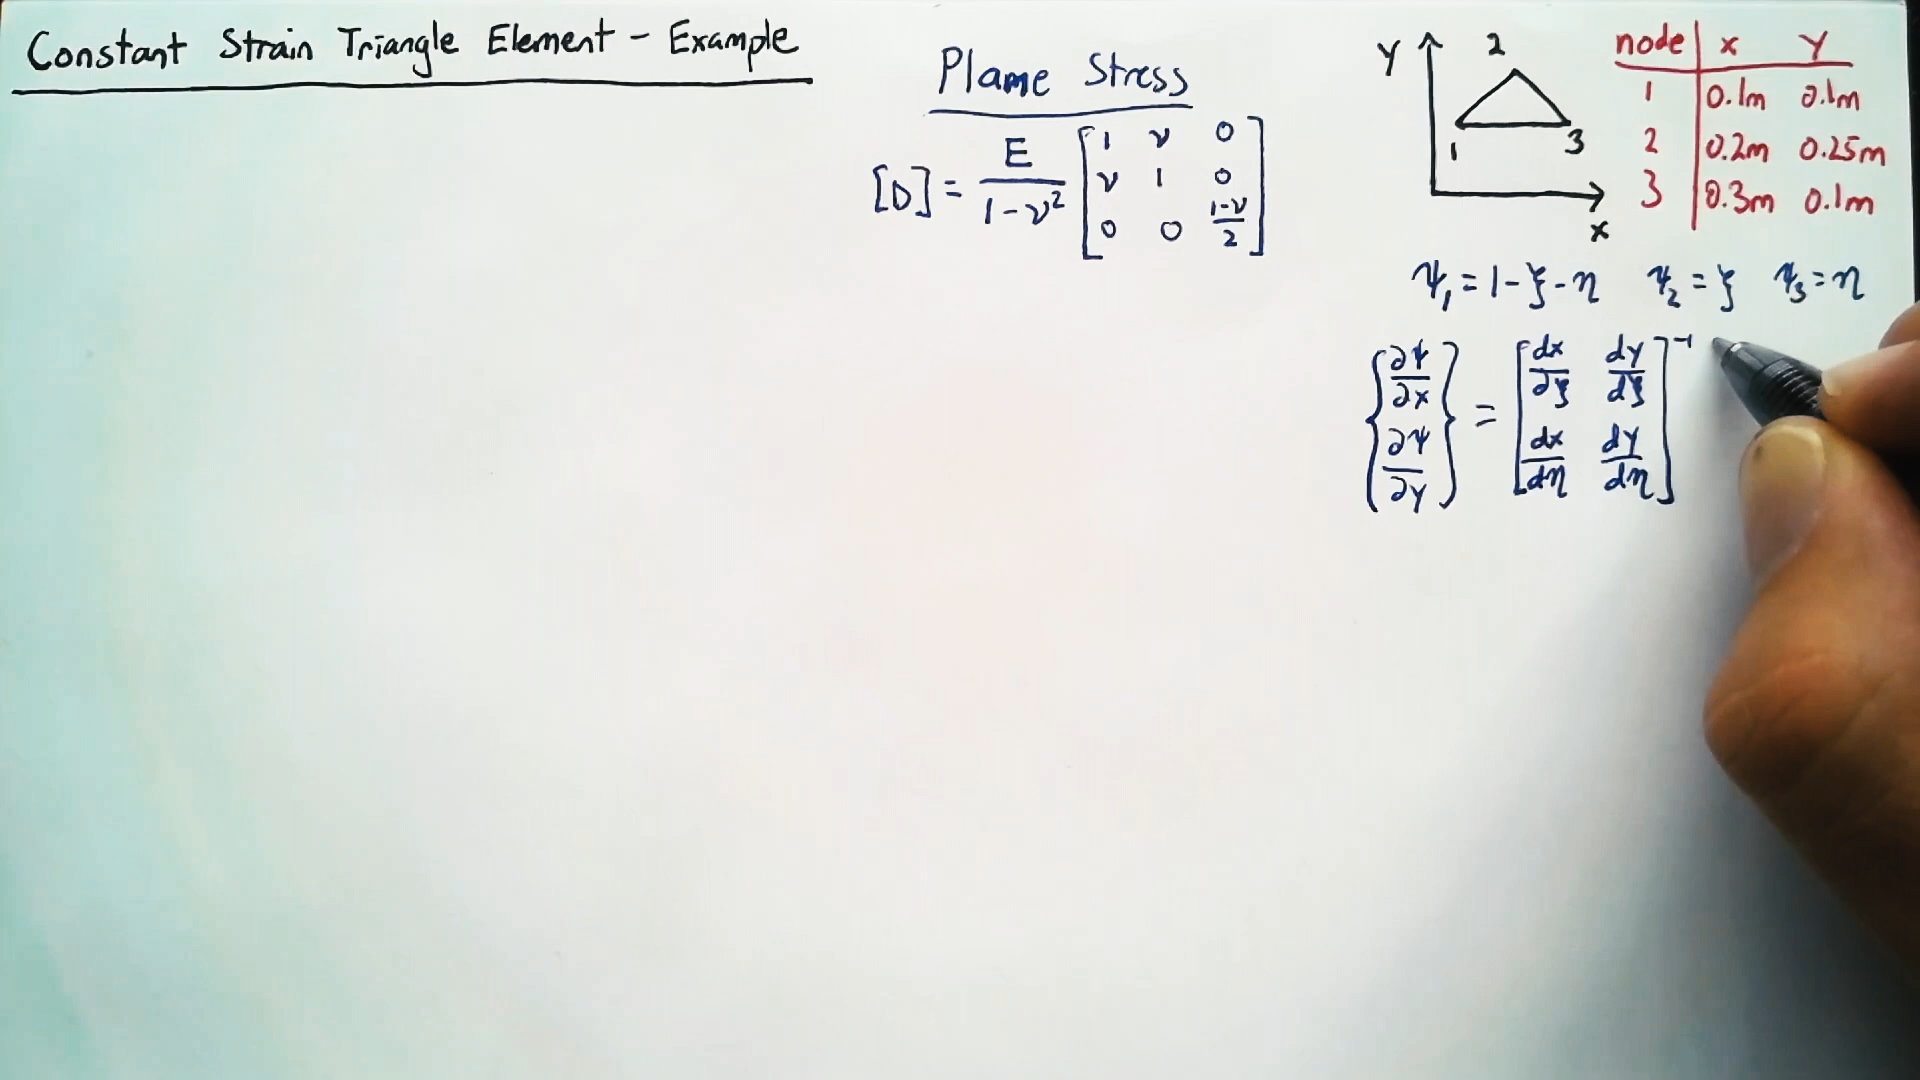 Constant Strain Triangle Element - Example
Plame Stress
[D] = E/(1-ν²) [1 ν 0; ν 1 0; 0 0 (1-ν)/2]
Y 2
1 3
x
node x Y
1 0.1m 0.1m
2 0.2m 0.25m
3 0.3m 0.1m
ψ₁ = 1-ξ-η ψ₂ = ξ ψ₃ = η
{∂ψ/∂x; ∂ψ/∂y} = [dx/∂ξ dy/dξ; dx/dη dy/dη]⁻¹